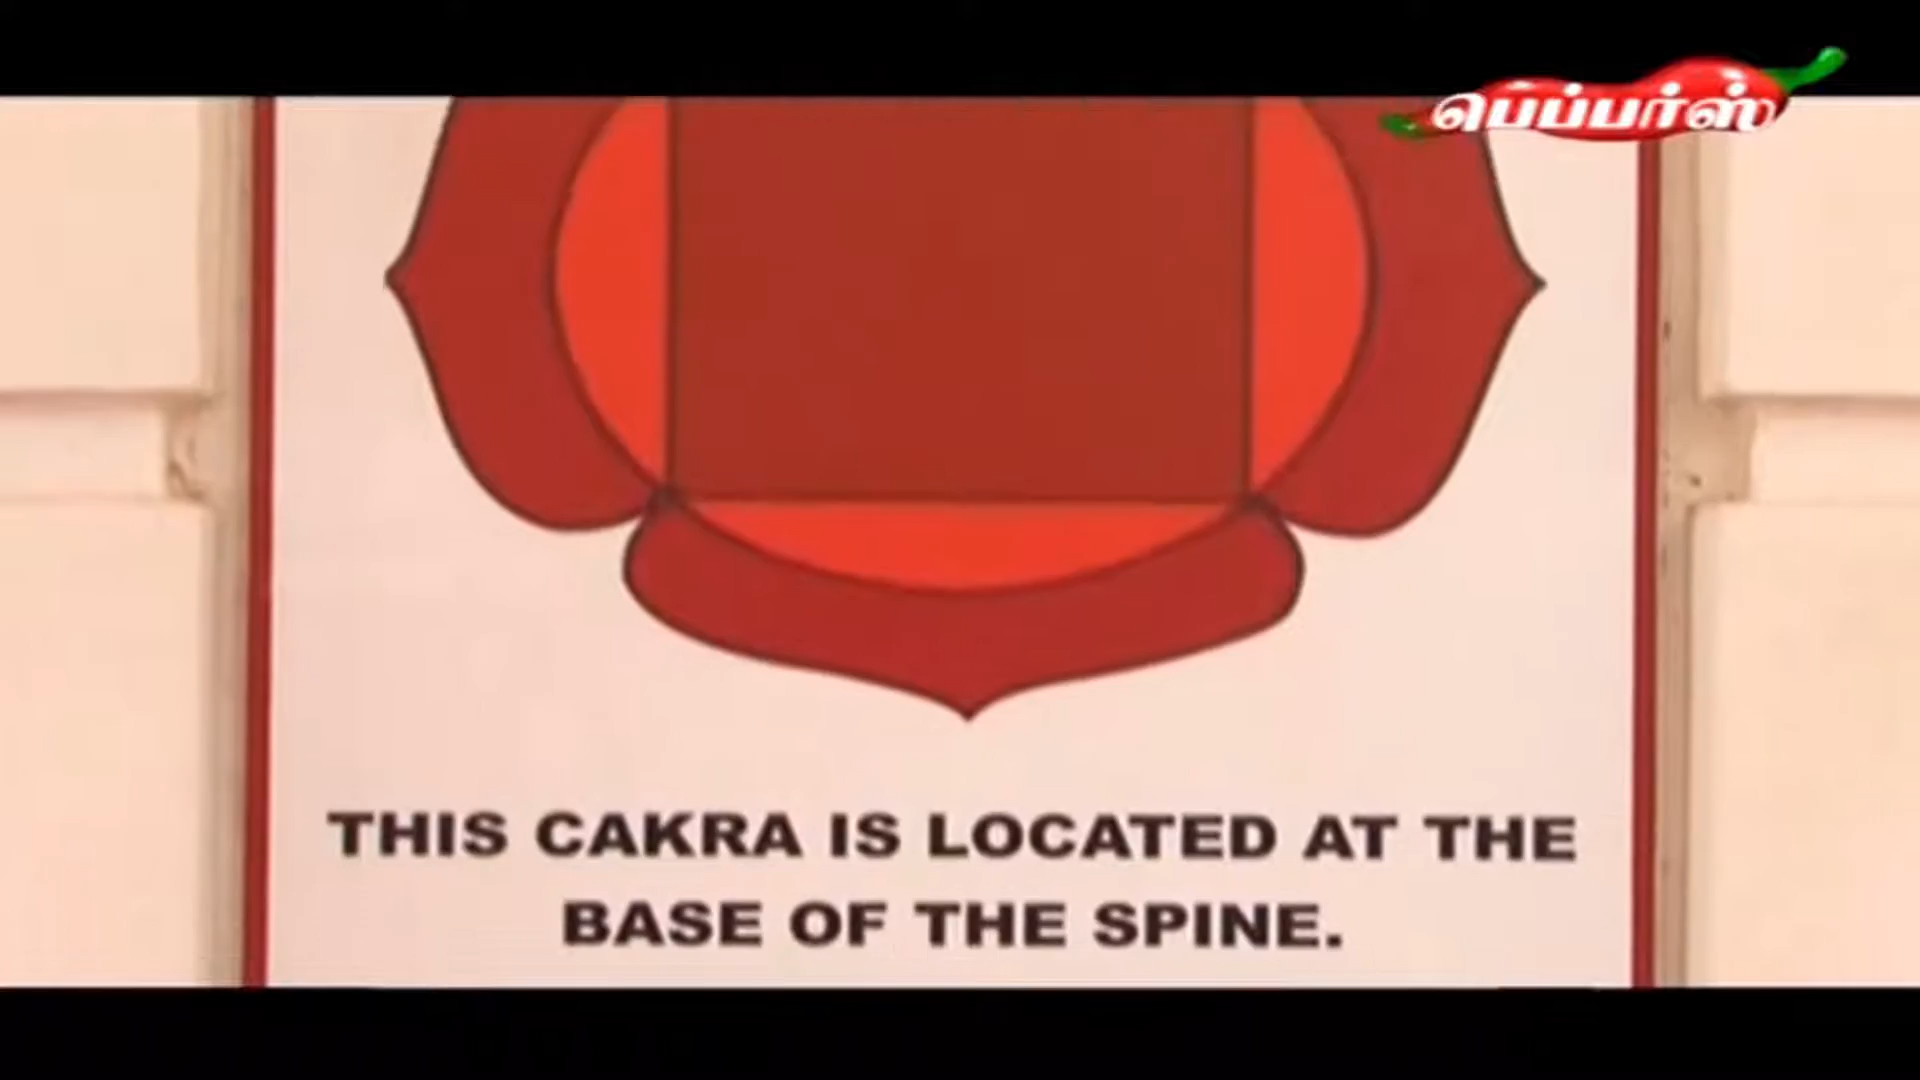 பெப்பர்ஸ்
THIS CAKRA IS LOCATED AT THE
BASE OF THE SPINE.